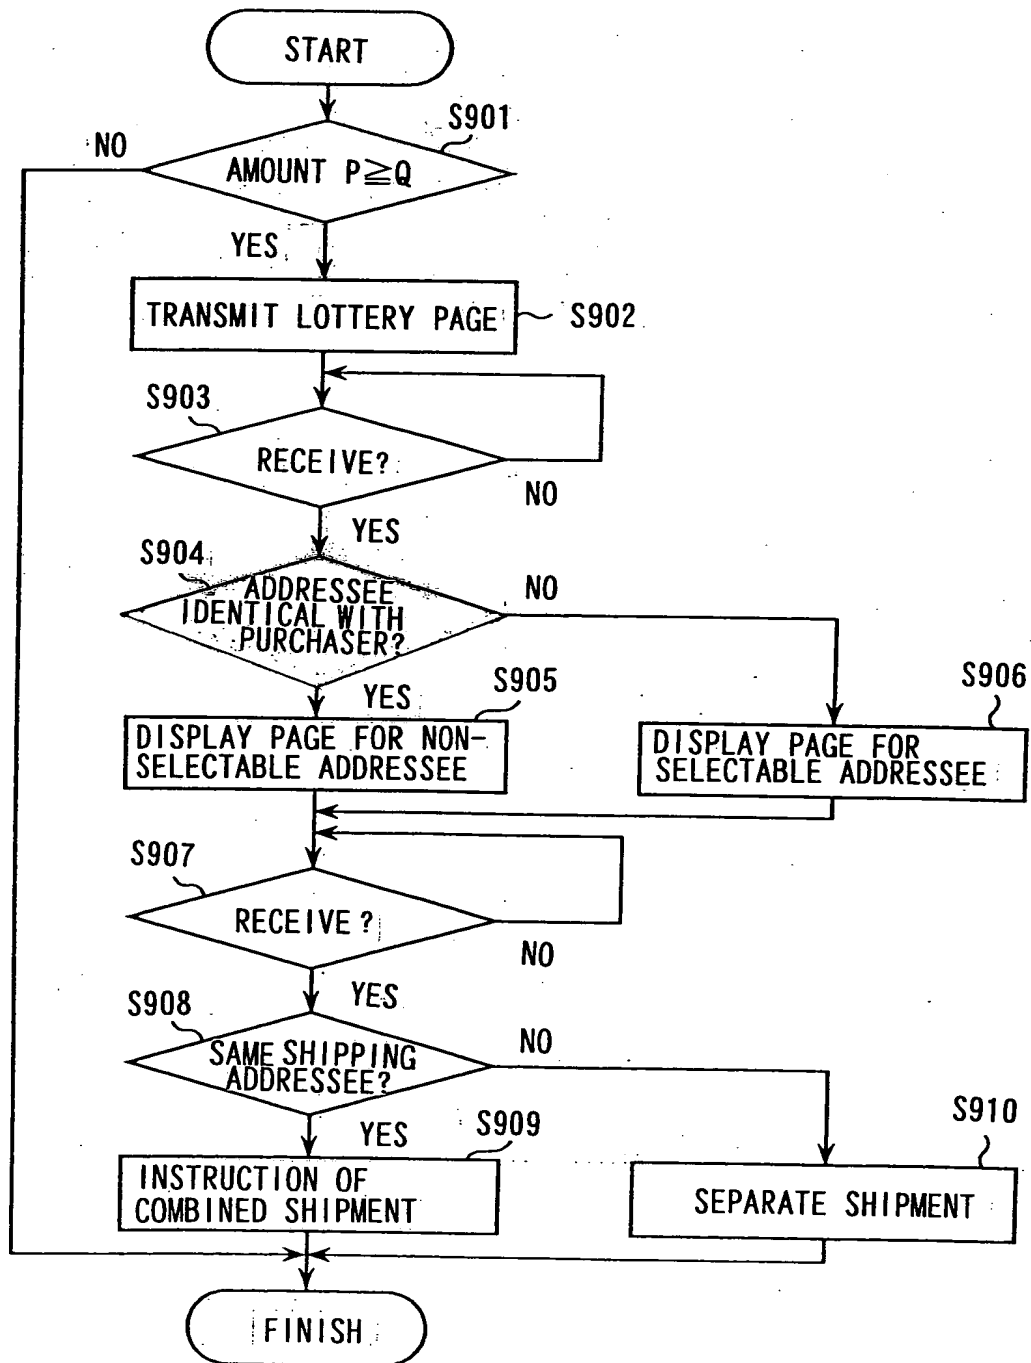 START
S901
NO
AMOUNT P≧Q
YES
TRANSMIT LOTTERY PAGE
S902
S903
RECEIVE?
NO
YES
S904
ADDRESSEE
IDENTICAL WITH
PURCHASER?
NO
YES
S905
S906
DISPLAY PAGE FOR NON-
SELECTABLE ADDRESSEE
DISPLAY PAGE FOR
SELECTABLE ADDRESSEE
S907
RECEIVE?
NO
YES
S908
SAME SHIPPING
ADDRESSEE?
NO
YES
S909
S910
INSTRUCTION OF
COMBINED SHIPMENT
SEPARATE SHIPMENT
FINISH